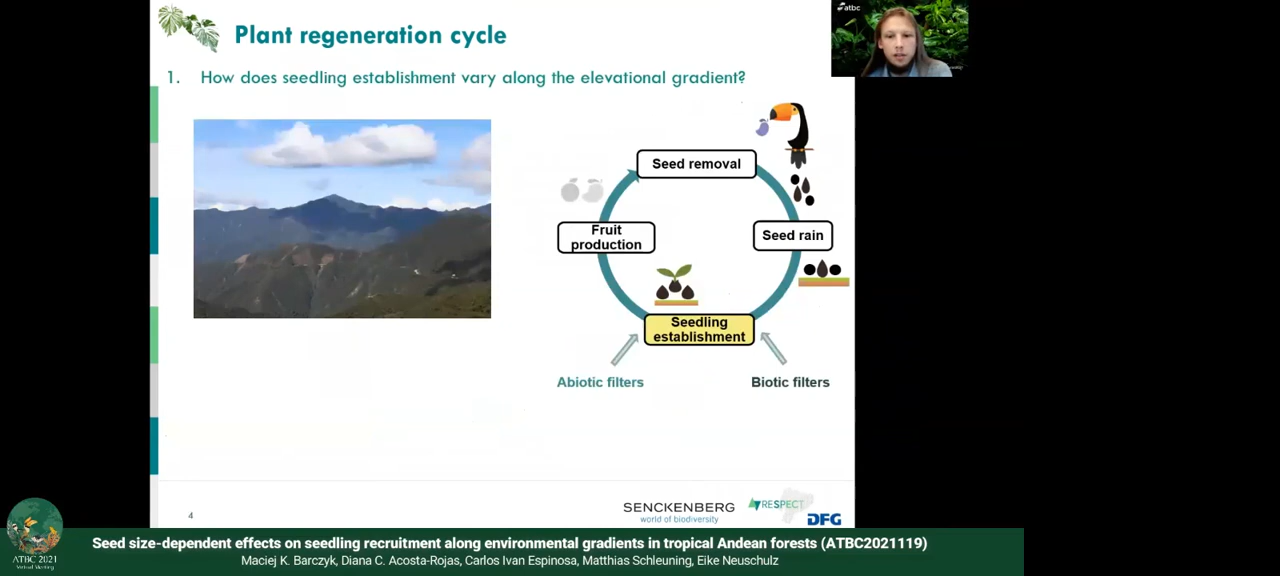 Plant regeneration cycle
atbc
1. How does seedling establishment vary along the elevational gradient?
Seed removal
Fruit
production
Seed rain
Seedling
establishment
Abiotic filters
Biotic filters
4
SENCKENBERG
world of biodiversity
RESPECT
DFG
ATBC 2021
Virtual Meeting
Seed size-dependent effects on seedling recruitment along environmental gradients in tropical Andean forests (ATBC2021119)
Maciej K. Barczyk, Diana C. Acosta-Rojas, Carlos Ivan Espinosa, Matthias Schleuning, Eike Neuschulz